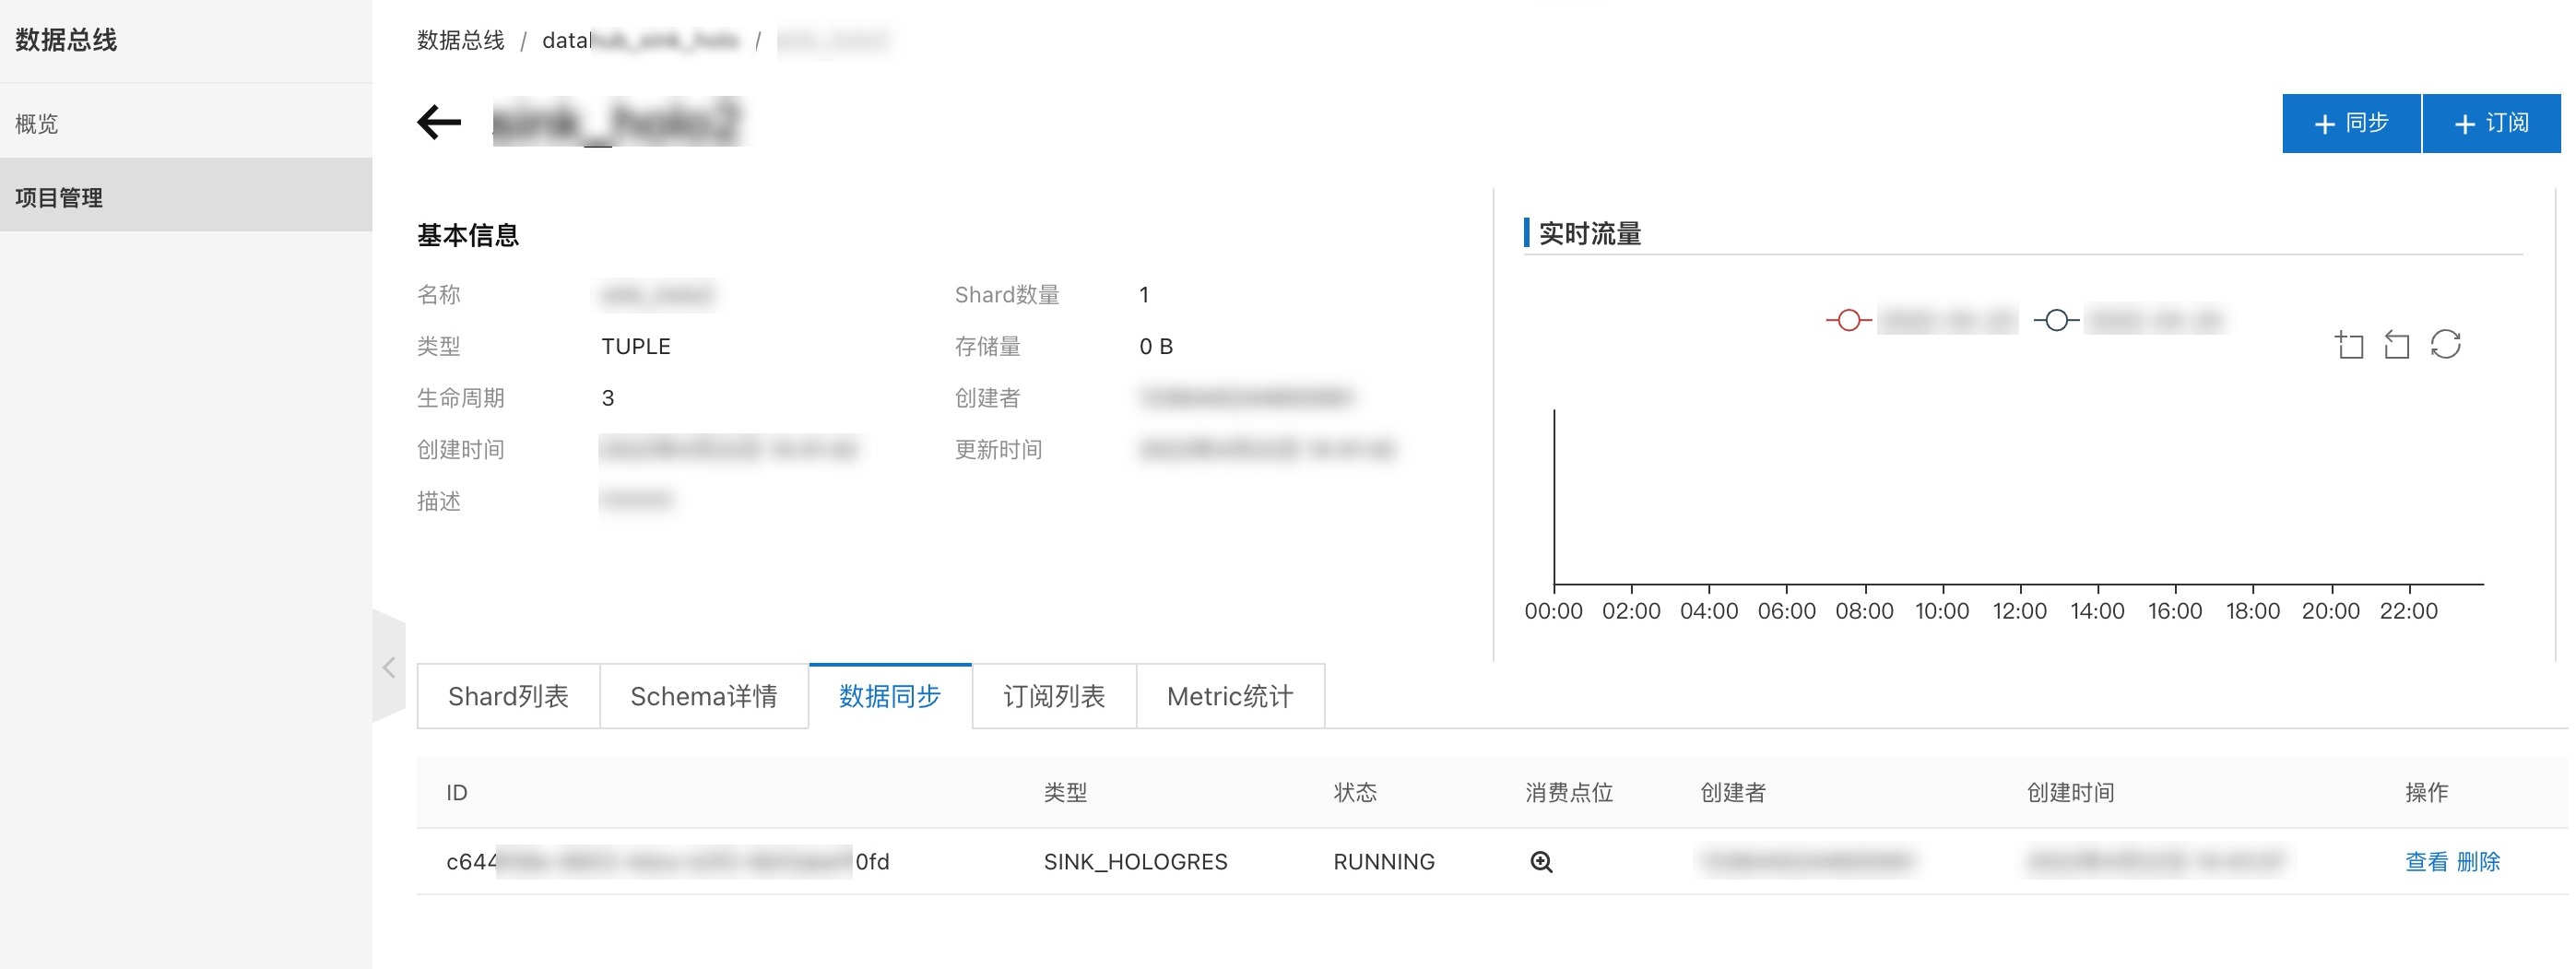 数据总线
概览
项目管理
数据总线 / data /
+ 同步
+ 订阅
基本信息
名称
Shard数量 1
类型 TUPLE
存储量 0 B
生命周期 3
创建者
创建时间
更新时间
描述
实时流量
00:00 02:00 04:00 06:00 08:00 10:00 12:00 14:00 16:00 18:00 20:00 22:00
Shard列表 Schema详情 数据同步 订阅列表 Metric统计
ID 类型 状态 消费点位 创建者 创建时间 操作
c644 0fd SINK_HOLOGRES RUNNING 查看 删除